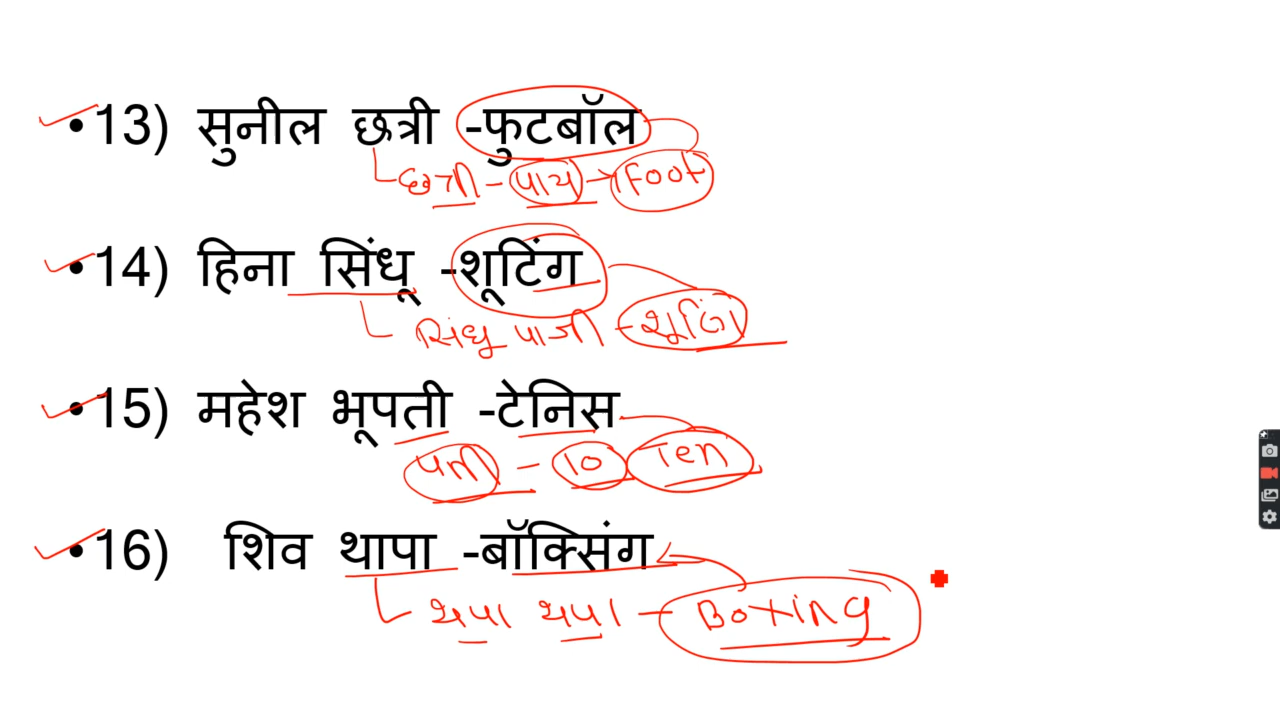 •13) सुनील छत्री -फुटबॉल
छत्री - पाय → Foot
•14) हिना सिंधू -शूटिंग
सिंधू पाजी - शूटिंग
•15) महेश भूपती -टेनिस
पत्ती - 10 Ten
•16) शिव थापा -बॉक्सिंग
थपा थपा - Boxing